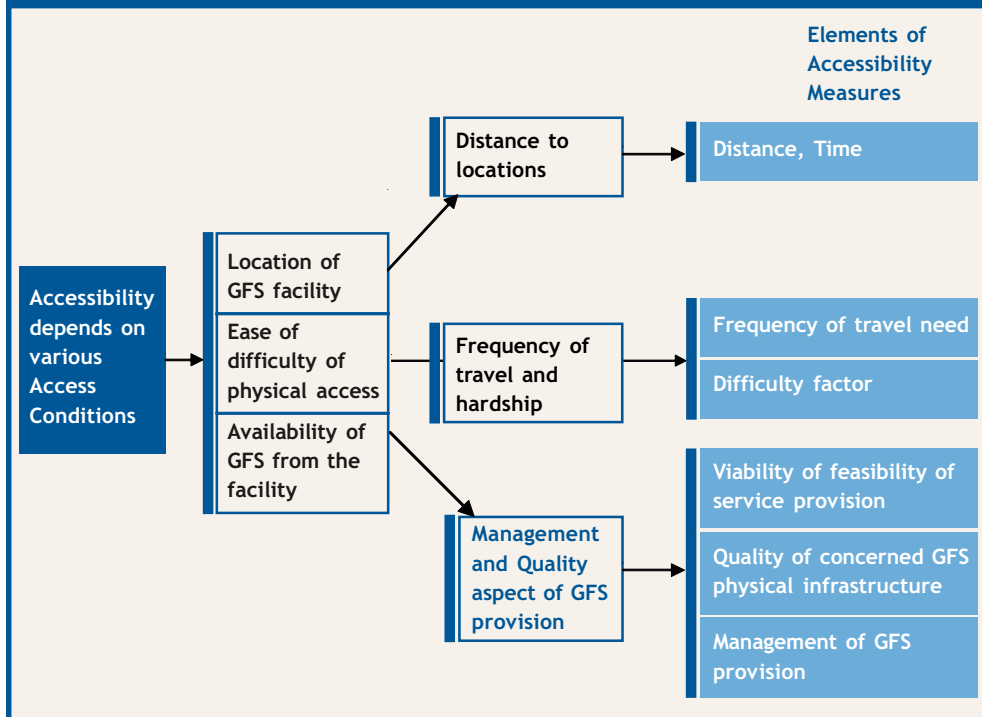 Elements of
Accessibility
Measures
Distance to
locations
Distance, Time
Accessibility
depends on
various
Access
Conditions
Location of
GFS facility
Ease of
difficulty of
physical access
Availability of
GFS from the
facility
Frequency of
travel and
hardship
Frequency of travel need
Difficulty factor
Management
and Quality
aspect of GFS
provision
Viability of feasibility of
service provision
Quality of concerned GFS
physical infrastructure
Management of GFS
provision